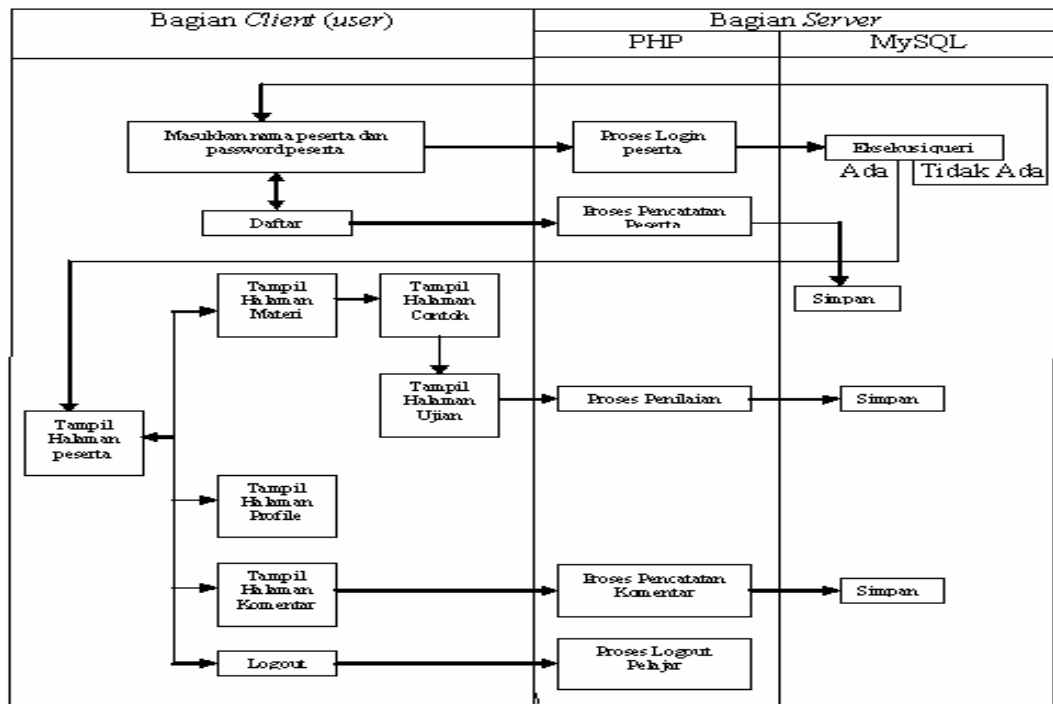 Bagian Client (user)
Bagian Server
PHP
MySQL
Masukkan nama peserta dan
password peserta
Proses Login
peserta
Eksekusi queri
Ada
Tidak Ada
Daftar
Proses Pencatatan
Peserta
Simpan
Tampil
Halaman
Materi
Tampil
Halaman
Contoh
Tampil
Halaman
Ujian
Proses Penilaian
Simpan
Tampil
Halaman
peserta
Tampil
Halaman
Profile
Tampil
Halaman
Komentar
Proses Pencatatan
Komentar
Simpan
Logout
Proses Logout
Pelajar